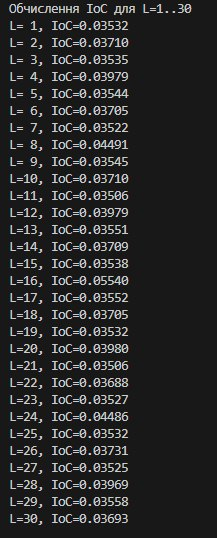 Обчислення IoC для L=1..30
L= 1, IoC=0.03532
L= 2, IoC=0.03710
L= 3, IoC=0.03535
L= 4, IoC=0.03979
L= 5, IoC=0.03544
L= 6, IoC=0.03705
L= 7, IoC=0.03522
L= 8, IoC=0.04491
L= 9, IoC=0.03545
L=10, IoC=0.03710
L=11, IoC=0.03506
L=12, IoC=0.03979
L=13, IoC=0.03551
L=14, IoC=0.03709
L=15, IoC=0.03538
L=16, IoC=0.05540
L=17, IoC=0.03552
L=18, IoC=0.03705
L=19, IoC=0.03532
L=20, IoC=0.03980
L=21, IoC=0.03506
L=22, IoC=0.03688
L=23, IoC=0.03527
L=24, IoC=0.04486
L=25, IoC=0.03532
L=26, IoC=0.03731
L=27, IoC=0.03525
L=28, IoC=0.03969
L=29, IoC=0.03558
L=30, IoC=0.03693